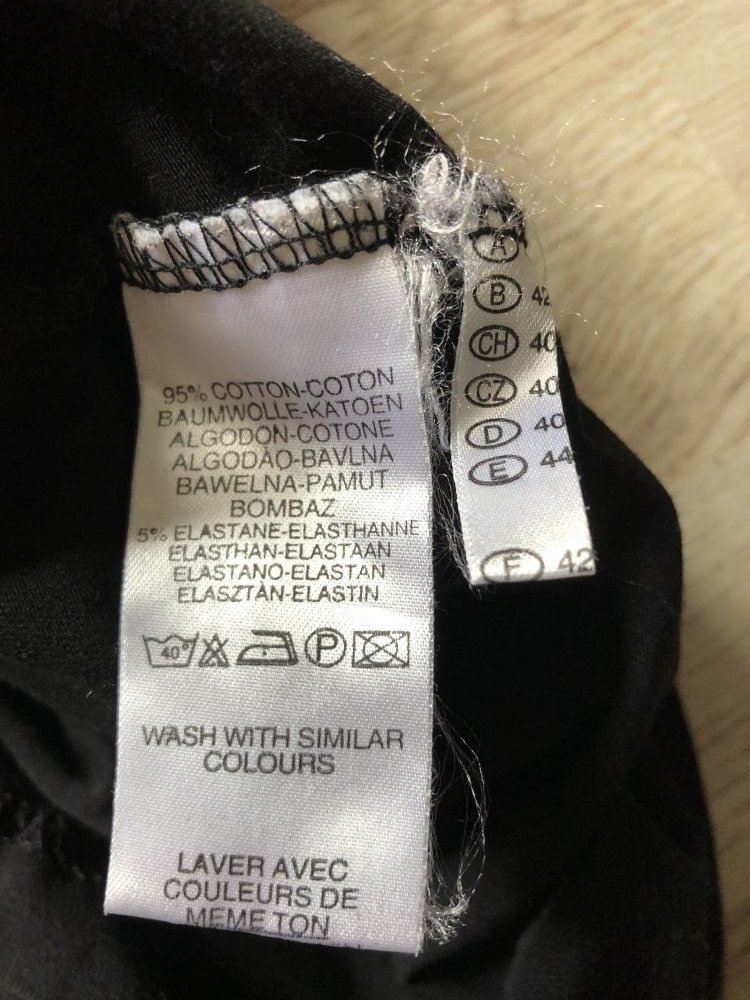 95% COTTON-COTON
BAUMWOLLE-KATOEN
ALGODON-COTONE
ALGODÃO-BAVLNA
BAWELNA-PAMUT
BOMBAZ
5% ELASTANE-ELASTHANNE
ELASTHAN-ELASTAAN
ELASTANO-ELASTAN
ELASZTÀN-ELASTIN
40° P
WASH WITH SIMILAR
COLOURS
LAVER AVEC
COULEURS DE
MEME TON
A
B 42
CH 40
CZ 40
D 40
E 44
F 42